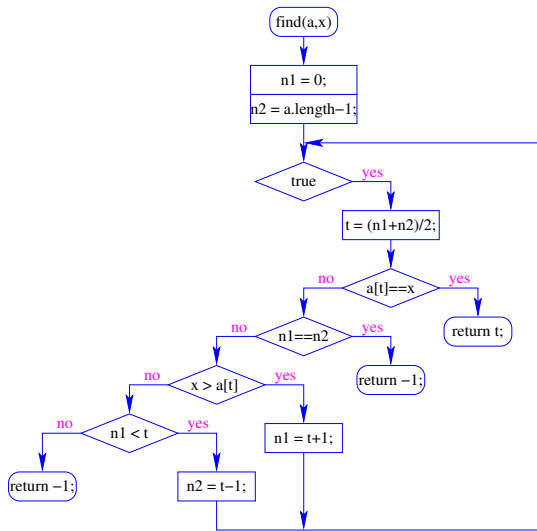 find(a,x)
n1 = 0;
n2 = a.length−1;
true
yes
t = (n1+n2)/2;
no
a[t]==x
yes
return t;
no
n1==n2
yes
return −1;
no
x > a[t]
yes
n1 = t+1;
no
n1 < t
yes
return −1;
n2 = t−1;